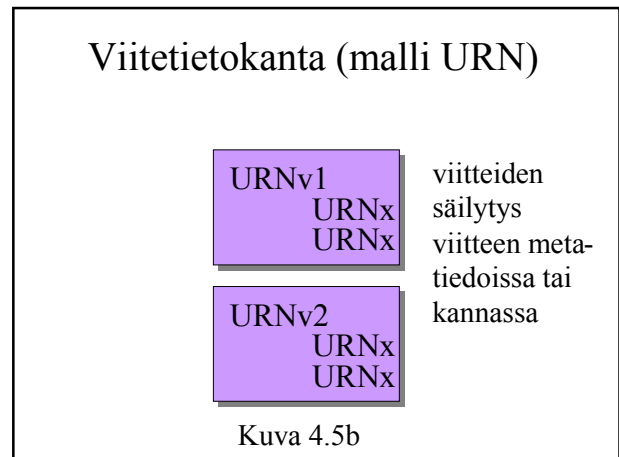 Viitetietokanta (malli URN)
URNv1
URNx
URNx
viitteiden
säilytys
viitteen meta-
tiedoissa tai
kannassa
URNv2
URNx
URNx
Kuva 4.5b